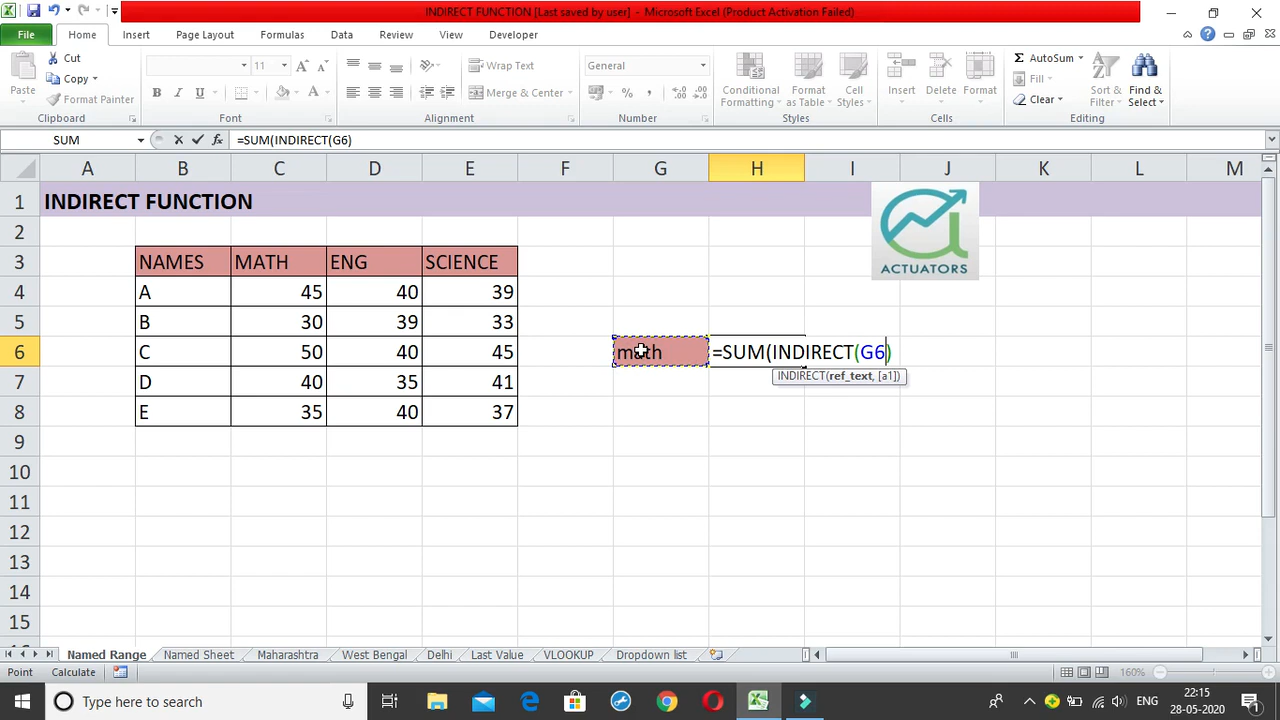 INDIRECT FUNCTION [Last saved by user] - Microsoft Excel (Product Activation Failed)
File Home Insert Page Layout Formulas Data Review View Developer
Paste Cut Copy Format Painter Clipboard
11 Font
Wrap Text Merge & Center Alignment
General Number
Conditional Formatting Format as Table Cell Styles Styles
Insert Delete Format Cells
AutoSum Fill Clear Sort & Filter Find & Select Editing
SUM =SUM(INDIRECT(G6)
A B C D E F G H I J K L M
1 INDIRECT FUNCTION
ACTUATORS
2
3 NAMES MATH ENG SCIENCE
4 A 45 40 39
5 B 30 39 33
6 C 50 40 45 math =SUM(INDIRECT(G6)
INDIRECT(ref_text, [a1])
7 D 40 35 41
8 E 35 40 37
9
10
11
12
13
14
15
Named Range Named Sheet Maharashtra West Bengal Delhi Last Value VLOOKUP Dropdown list
Point Calculate 160%
Type here to search
ENG 22:15 28-05-2020